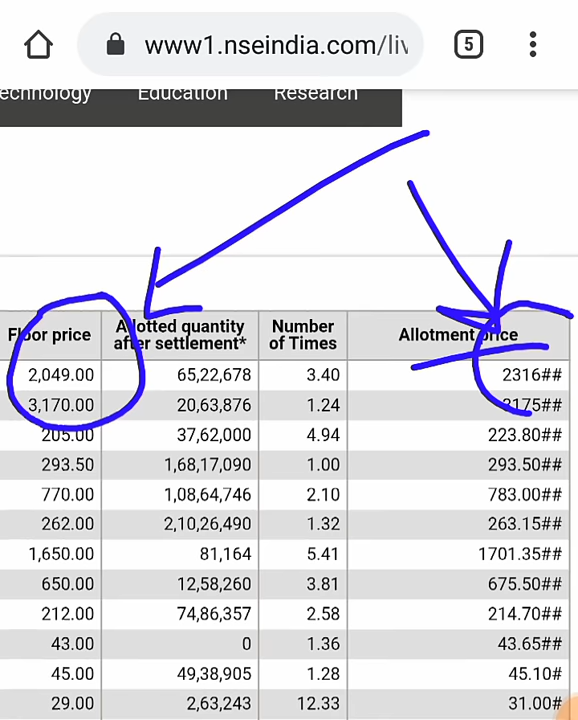 www1.nseindia.com/liv 5
echnology Education Research
Floor price Allotted quantity after settlement* Number of Times Allotment price
2,049.00 65,22,678 3.40 2316##
3,170.00 20,63,876 1.24 3175##
205.00 37,62,000 4.94 223.80##
293.50 1,68,17,090 1.00 293.50##
770.00 1,08,64,746 2.10 783.00##
262.00 2,10,26,490 1.32 263.15##
1,650.00 81,164 5.41 1701.35##
650.00 12,58,260 3.81 675.50##
212.00 74,86,357 2.58 214.70##
43.00 0 1.36 43.65##
45.00 49,38,905 1.28 45.10#
29.00 2,63,243 12.33 31.00#